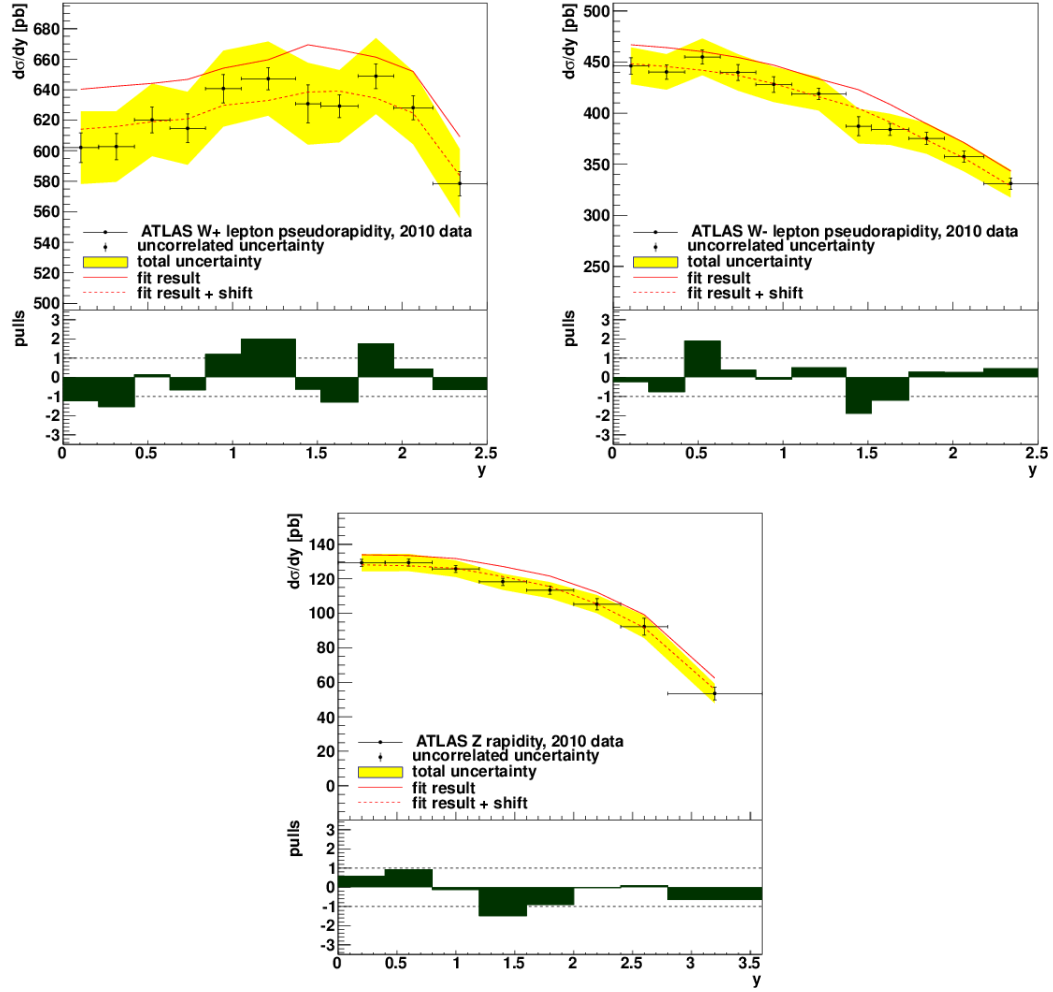 dσ/dy [pb]
680
660
640
620
600
580
560
540
520
500
ATLAS W+ lepton pseudorapidity, 2010 data
uncorrelated uncertainty
total uncertainty
fit result
fit result + shift
pulls
3
2
1
0
-1
-2
-3
0 0.5 1 1.5 2 2.5
y
dσ/dy [pb]
500
450
400
350
300
250
ATLAS W- lepton pseudorapidity, 2010 data
uncorrelated uncertainty
total uncertainty
fit result
fit result + shift
pulls
3
2
1
0
-1
-2
-3
0 0.5 1 1.5 2 2.5
y
dσ/dy [pb]
140
120
100
80
60
40
20
0
ATLAS Z rapidity, 2010 data
uncorrelated uncertainty
total uncertainty
fit result
fit result + shift
pulls
3
2
1
0
-1
-2
-3
0 0.5 1 1.5 2 2.5 3 3.5
y